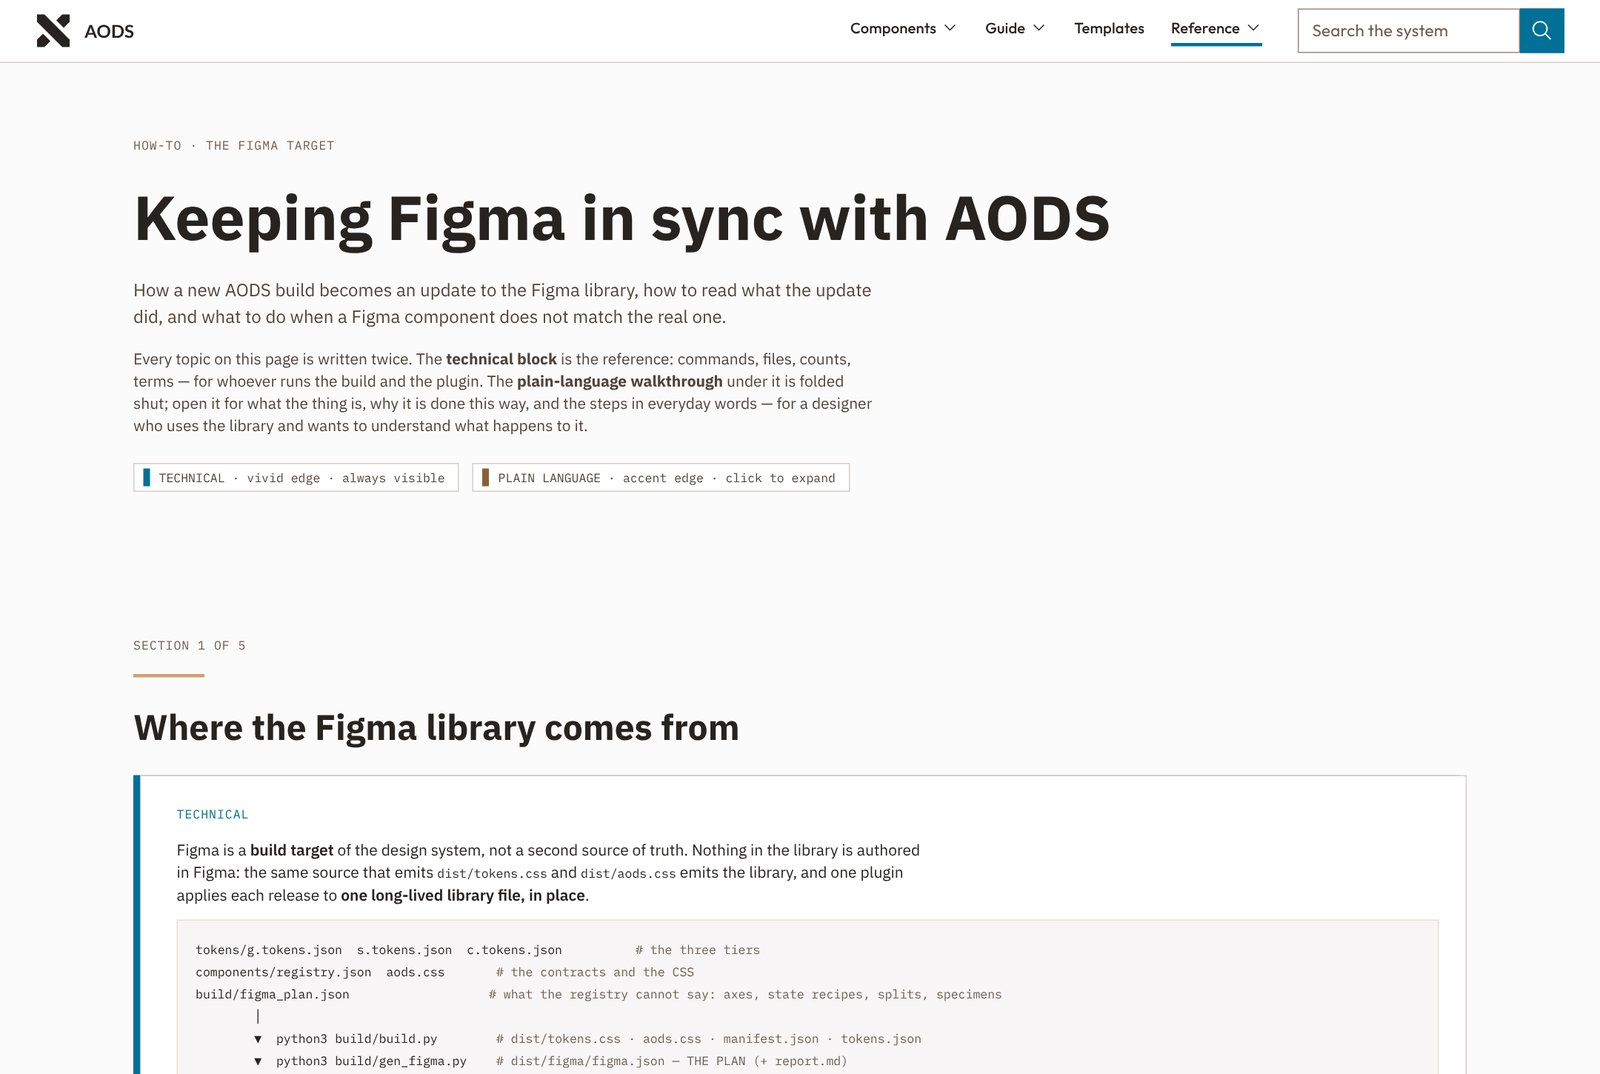 AODS
Components
Guide
Templates
Reference
Search the system
HOW-TO · THE FIGMA TARGET
Keeping Figma in sync with AODS
How a new AODS build becomes an update to the Figma library, how to read what the update
did, and what to do when a Figma component does not match the real one.
Every topic on this page is written twice. The technical block is the reference: commands, files, counts,
terms — for whoever runs the build and the plugin. The plain-language walkthrough under it is folded
shut; open it for what the thing is, why it is done this way, and the steps in everyday words — for a designer
who uses the library and wants to understand what happens to it.
TECHNICAL · vivid edge · always visible
PLAIN LANGUAGE · accent edge · click to expand
SECTION 1 OF 5
Where the Figma library comes from
TECHNICAL
Figma is a build target of the design system, not a second source of truth. Nothing in the library is authored
in Figma: the same source that emits dist/tokens.css and dist/aods.css emits the library, and one plugin
applies each release to one long-lived library file, in place.
tokens/g.tokens.json  s.tokens.json  c.tokens.json          # the three tiers
components/registry.json  aods.css       # the contracts and the CSS
build/figma_plan.json                   # what the registry cannot say: axes, state recipes, splits, specimens
│
▼  python3 build/build.py        # dist/tokens.css · aods.css · manifest.json · tokens.json
▼  python3 build/gen_figma.py    # dist/figma/figma.json — THE PLAN (+ report.md)